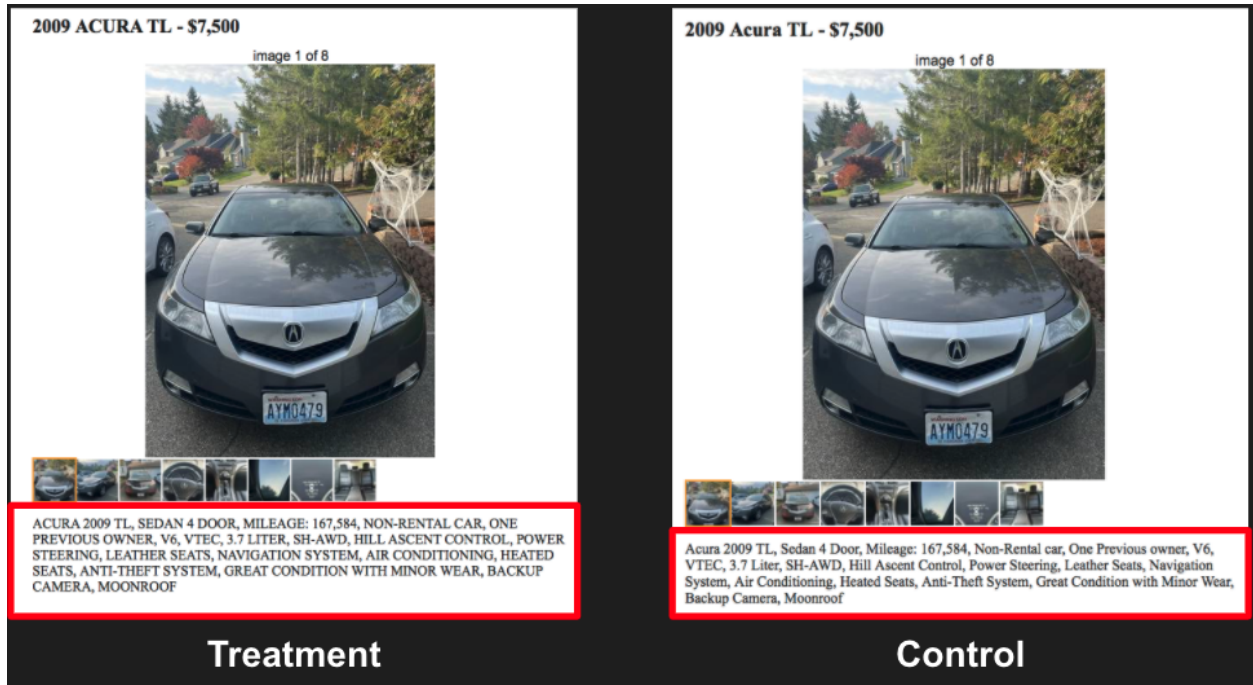 2009 ACURA TL - $7,500
image 1 of 8
AYM0479
ACURA 2009 TL, SEDAN 4 DOOR, MILEAGE: 167,584, NON-RENTAL CAR, ONE
PREVIOUS OWNER, V6, VTEC, 3.7 LITER, SH-AWD, HILL ASCENT CONTROL, POWER
STEERING, LEATHER SEATS, NAVIGATION SYSTEM, AIR CONDITIONING, HEATED
SEATS, ANTI-THEFT SYSTEM, GREAT CONDITION WITH MINOR WEAR, BACKUP
CAMERA, MOONROOF
Treatment
2009 Acura TL - $7,500
image 1 of 8
AYM0479
Acura 2009 TL, Sedan 4 Door, Mileage: 167,584, Non-Rental car, One Previous owner, V6,
VTEC, 3.7 Liter, SH-AWD, Hill Ascent Control, Power Steering, Leather Seats, Navigation
System, Air Conditioning, Heated Seats, Anti-Theft System, Great Condition with Minor Wear,
Backup Camera, Moonroof
Control